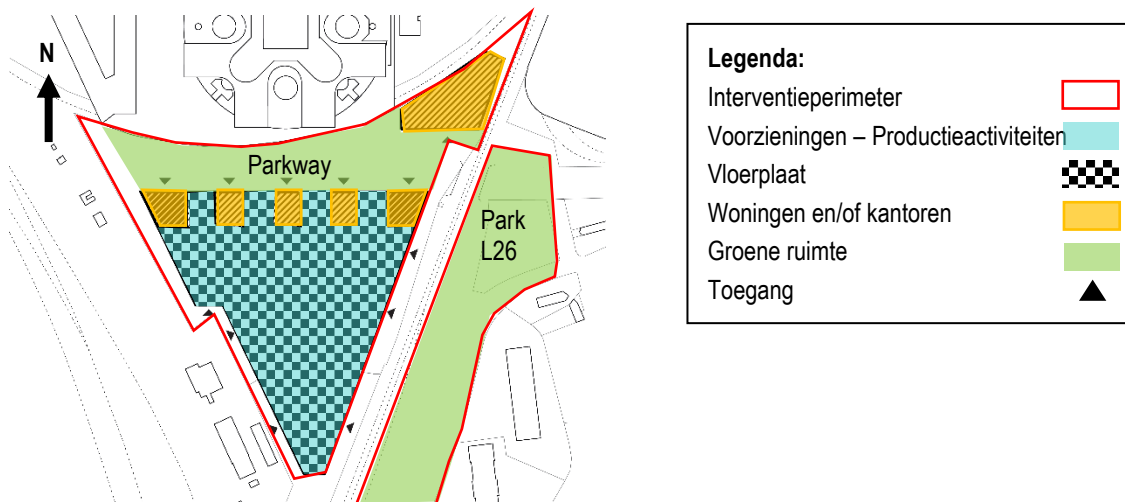 N
Parkway
Park
L26
Legenda:
Interventieperimeter
Voorzieningen – Productieactiviteiten
Vloerplaat
Woningen en/of kantoren
Groene ruimte
Toegang